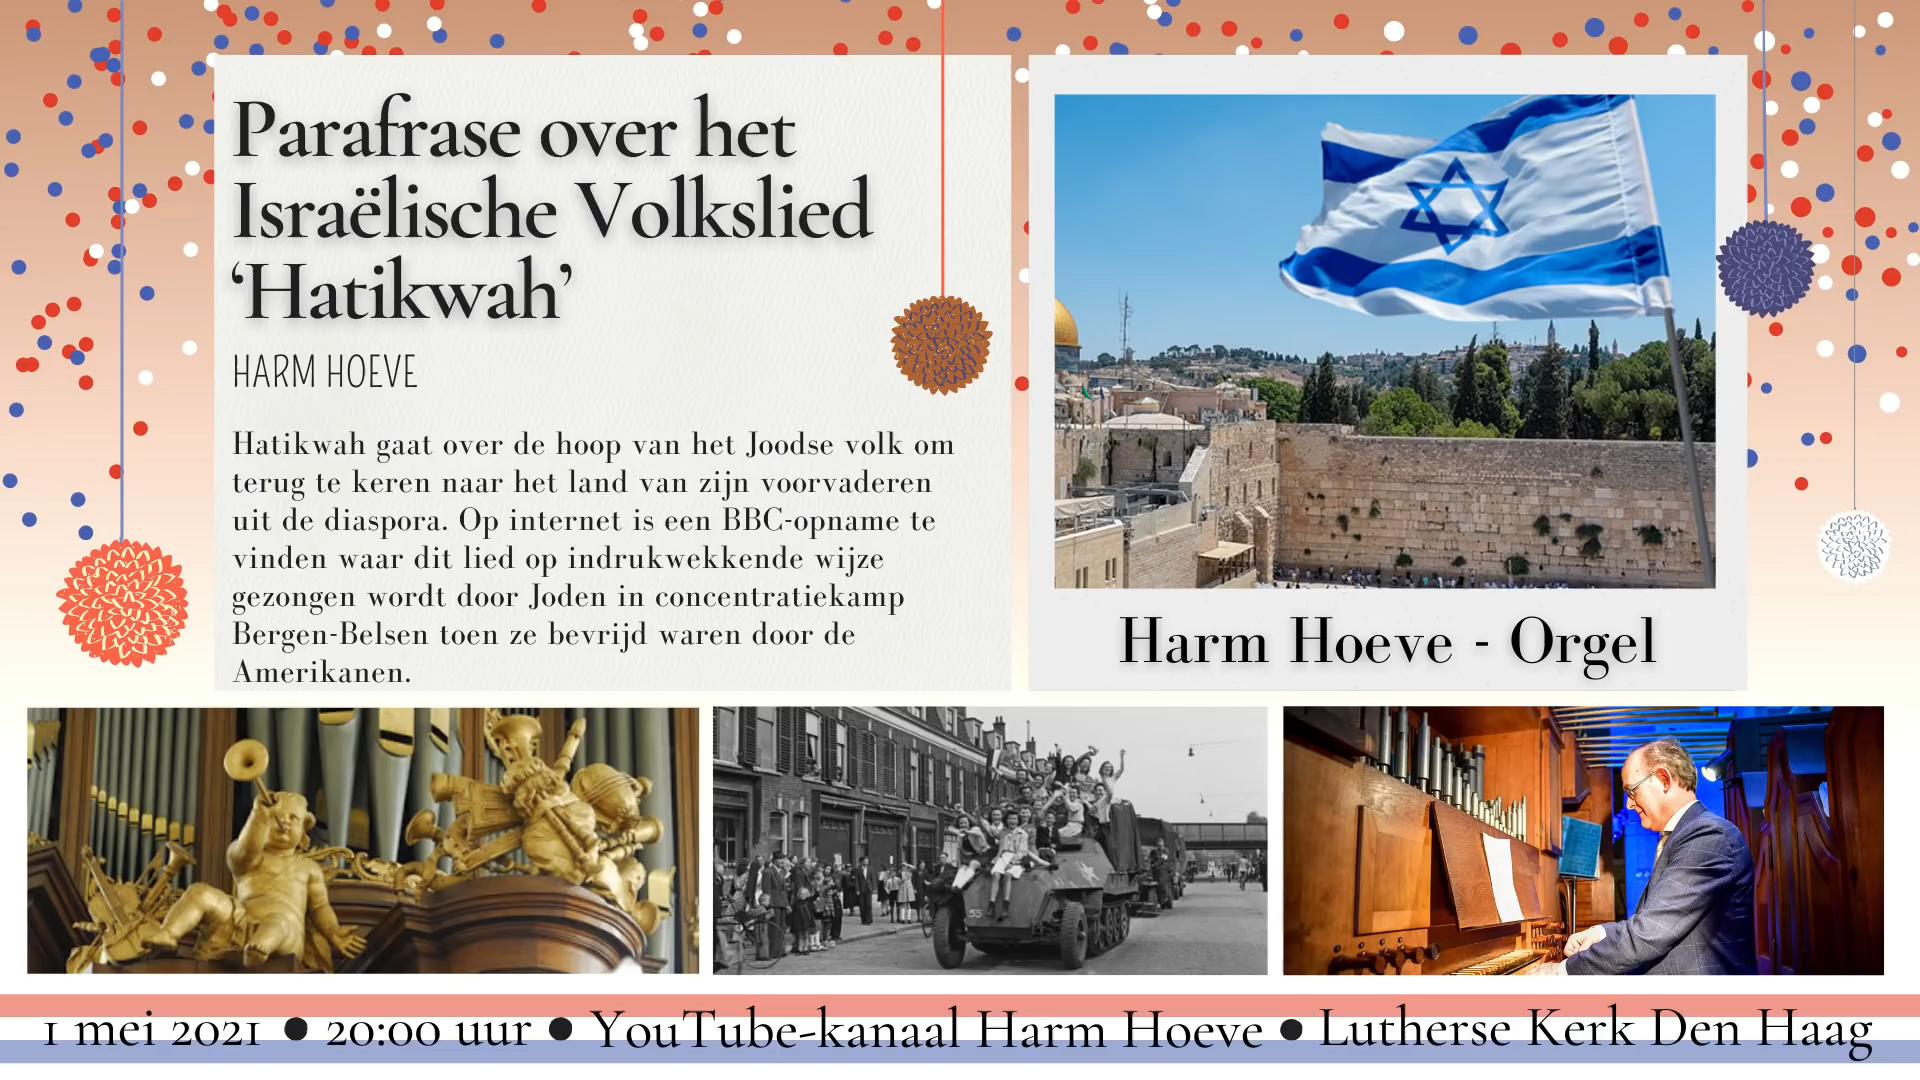 Parafrase over het
Israëlische Volkslied
‘Hatikwah’
HARM HOEVE
Hatikwah gaat over de hoop van het Joodse volk om
terug te keren naar het land van zijn voorvaderen
uit de diaspora. Op internet is een BBC-opname te
vinden waar dit lied op indrukwekkende wijze
gezongen wordt door Joden in concentratiekamp
Bergen-Belsen toen ze bevrijd waren door de
Amerikanen.
Harm Hoeve - Orgel
55
1 mei 2021 ● 20:00 uur ● YouTube-kanaal Harm Hoeve ● Lutherse Kerk Den Haag